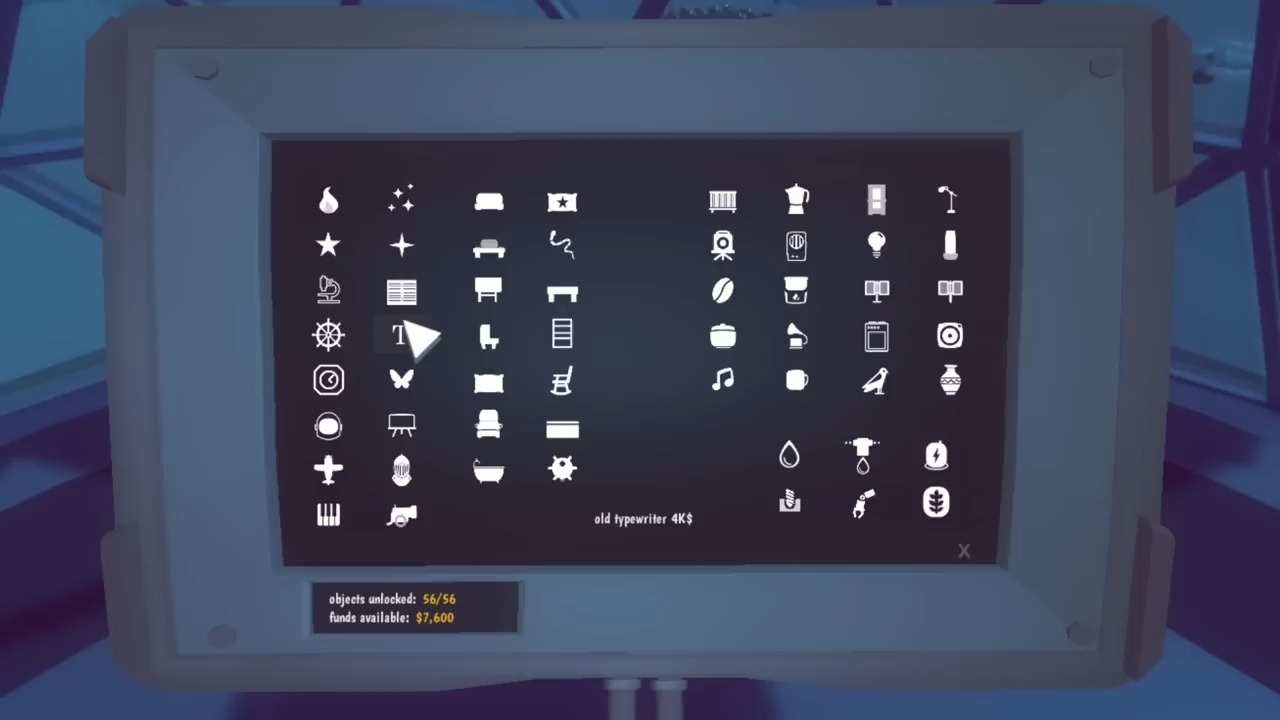 T
old typewriter 4K$
X
objects unlocked: 56/56
funds available: $7,600